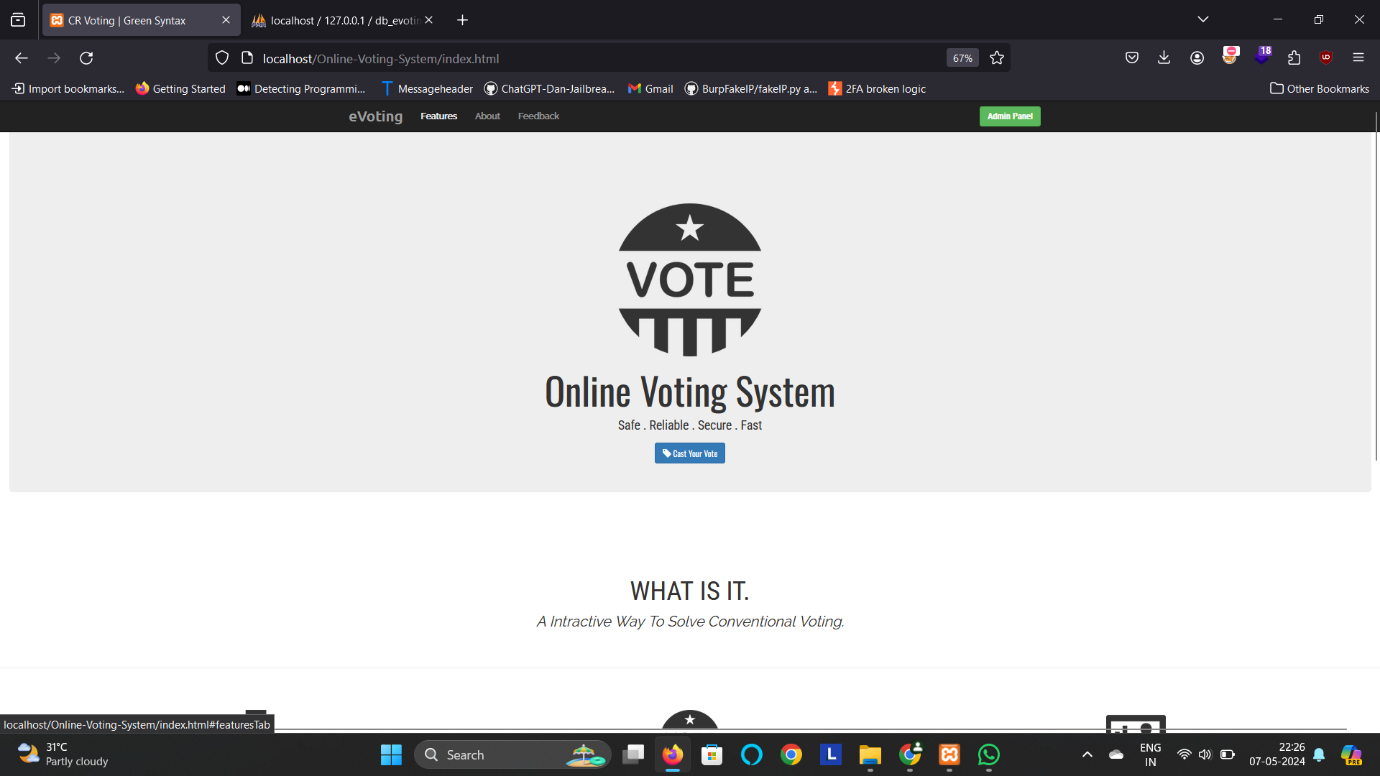 CR Voting | Green Syntax
localhost / 127.0.0.1 / db_evotin
localhost/Online-Voting-System/index.html
67%
18
Import bookmarks...
Getting Started
Detecting Programmi...
Messageheader
ChatGPT-Dan-Jailbrea...
Gmail
BurpFakeIP/fakeIP.py a...
2FA broken logic
Other Bookmarks
eVoting
Features
About
Feedback
Admin Panel
VOTE
Online Voting System
Safe . Reliable . Secure . Fast
Cast Your Vote
WHAT IS IT.
A Intractive Way To Solve Conventional Voting.
localhost/Online-Voting-System/index.html#featuresTab
31°C
Partly cloudy
Search
L
ENG
IN
22:26
07-05-2024
PRE